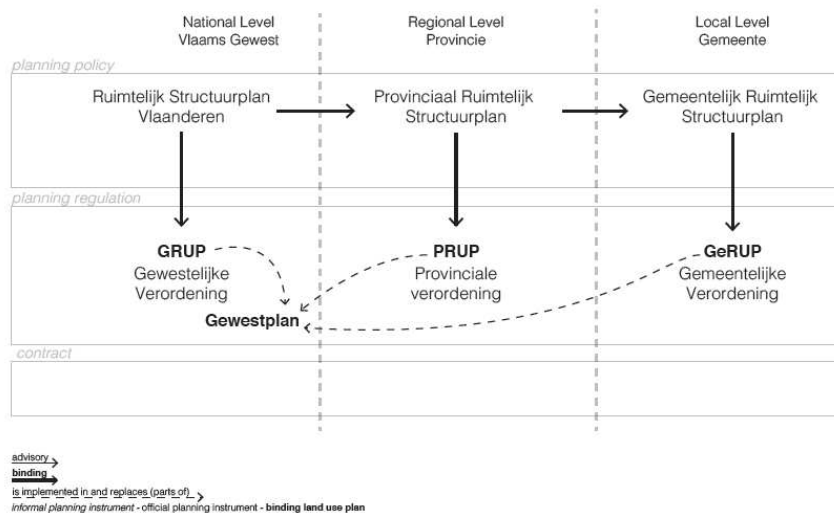 National Level
Vlaams Gewest
Regional Level
Provincie
Local Level
Gemeente
planning policy
Ruimtelijk Structuurplan
Vlaanderen
Provinciaal Ruimtelijk
Structuurplan
Gemeentelijk Ruimtelijk
Structuurplan
planning regulation
GRUP
Gewestelijke
Verordening
PRUP
Provinciale
verordening
GeRUP
Gemeentelijke
Verordening
Gewestplan
contract
advisory
binding
is implemented in and replaces (parts of)
informal planning instrument - official planning instrument - binding land use plan